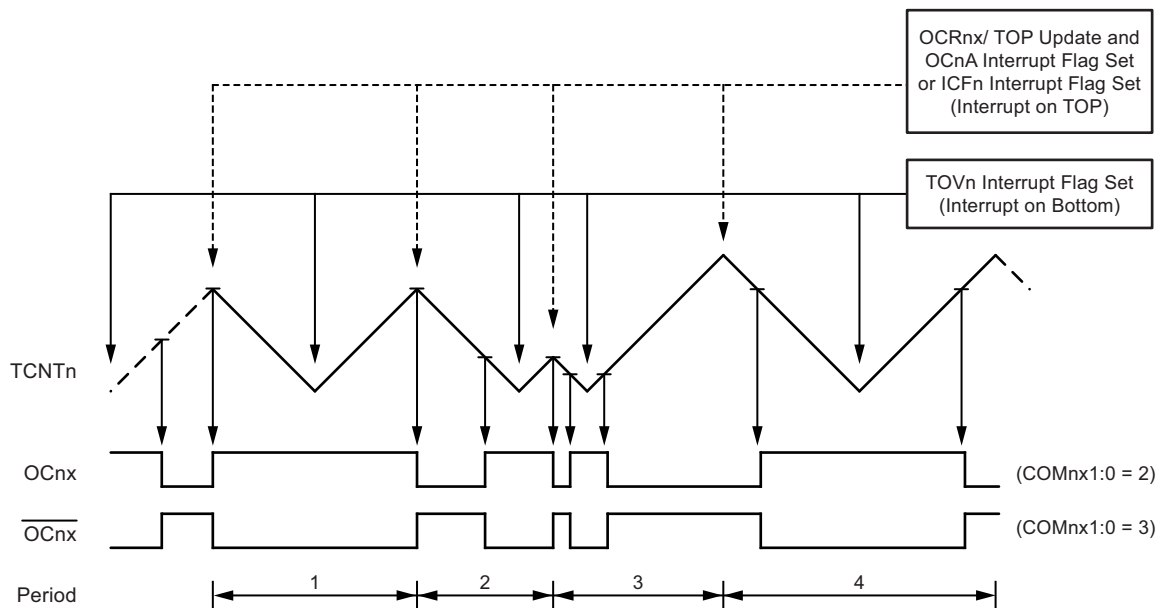 OCRnx/ TOP Update and
OCnA Interrupt Flag Set
or ICFn Interrupt Flag Set
(Interrupt on TOP)
TOVn Interrupt Flag Set
(Interrupt on Bottom)
TCNTn
OCnx
(COMnx1:0 = 2)
OCnx
(COMnx1:0 = 3)
Period
1
2
3
4